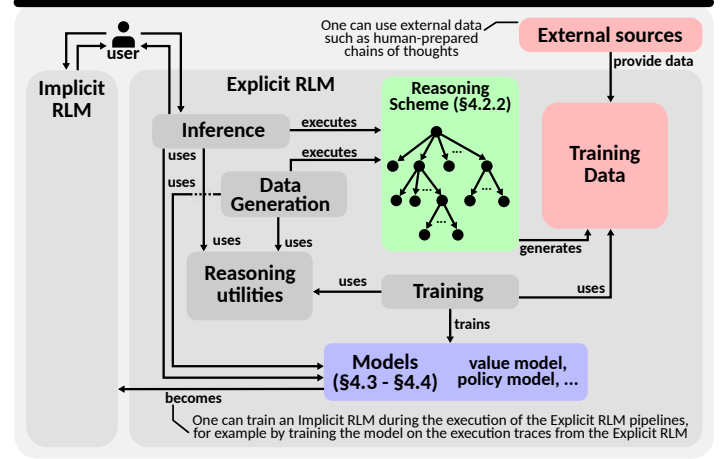 One can use external data
such as human-prepared
chains of thoughts
External sources
provide data
user
Implicit
RLM
Explicit RLM
Reasoning
Scheme (§4.2.2)
...
...
...
...
Inference
executes
executes
uses
uses
Data
Generation
Training
Data
uses
uses
generates
Reasoning
utilities
uses
Training
uses
trains
Models
(§4.3 - §4.4)
value model,
policy model, ...
becomes
One can train an Implicit RLM during the execution of the Explicit RLM pipelines,
for example by training the model on the execution traces from the Explicit RLM